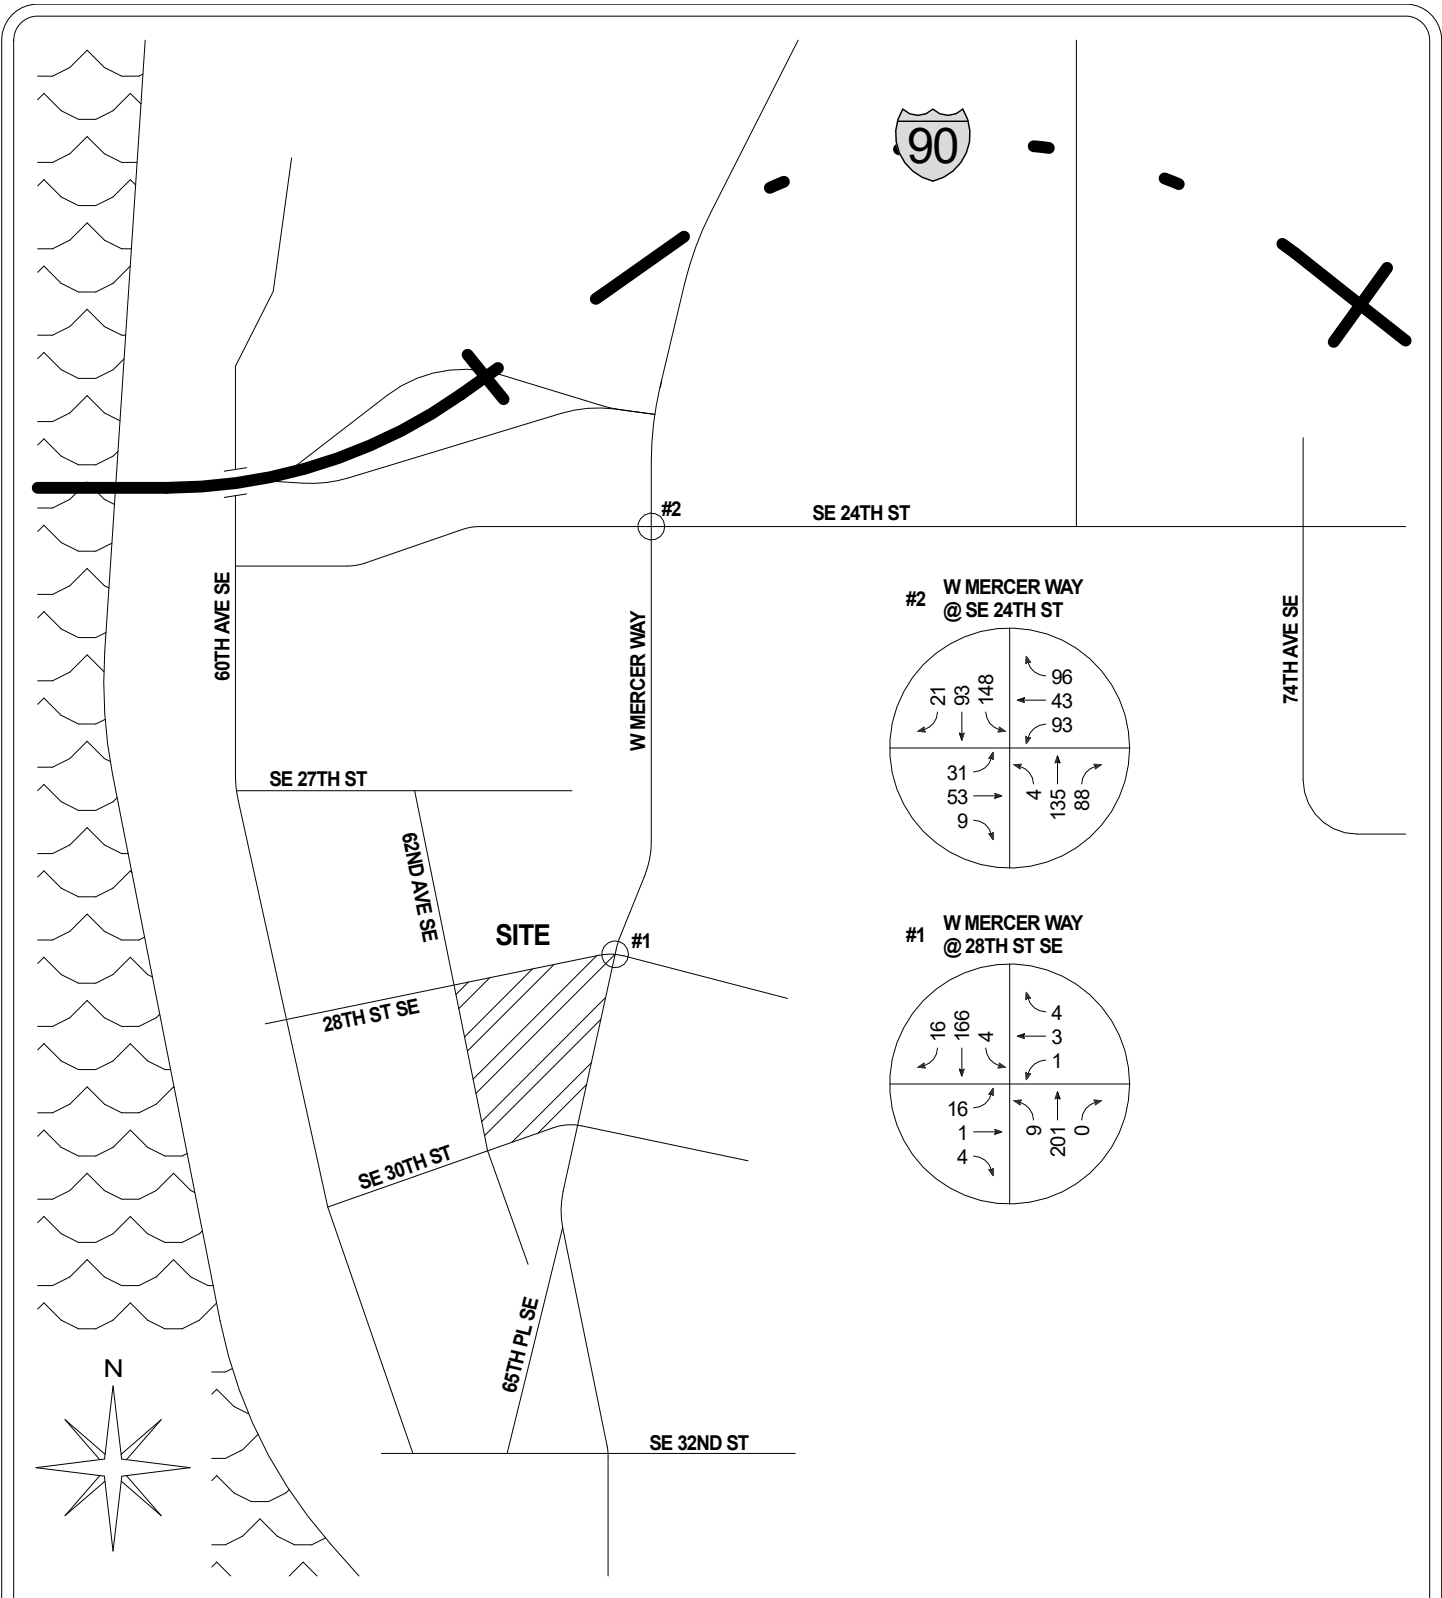 90
#2
SE 24TH ST
#2 W MERCER WAY
@ SE 24TH ST
60TH AVE SE
W MERCER WAY
74TH AVE SE
21 93 148
96
43
93
31
53
9
4 135 88
SE 27TH ST
62ND AVE SE
SITE
#1
#1 W MERCER WAY
@ 28TH ST SE
28TH ST SE
16 166 4
4
3
1
16
1
4
9 201 0
SE 30TH ST
65TH PL SE
N
SE 32ND ST